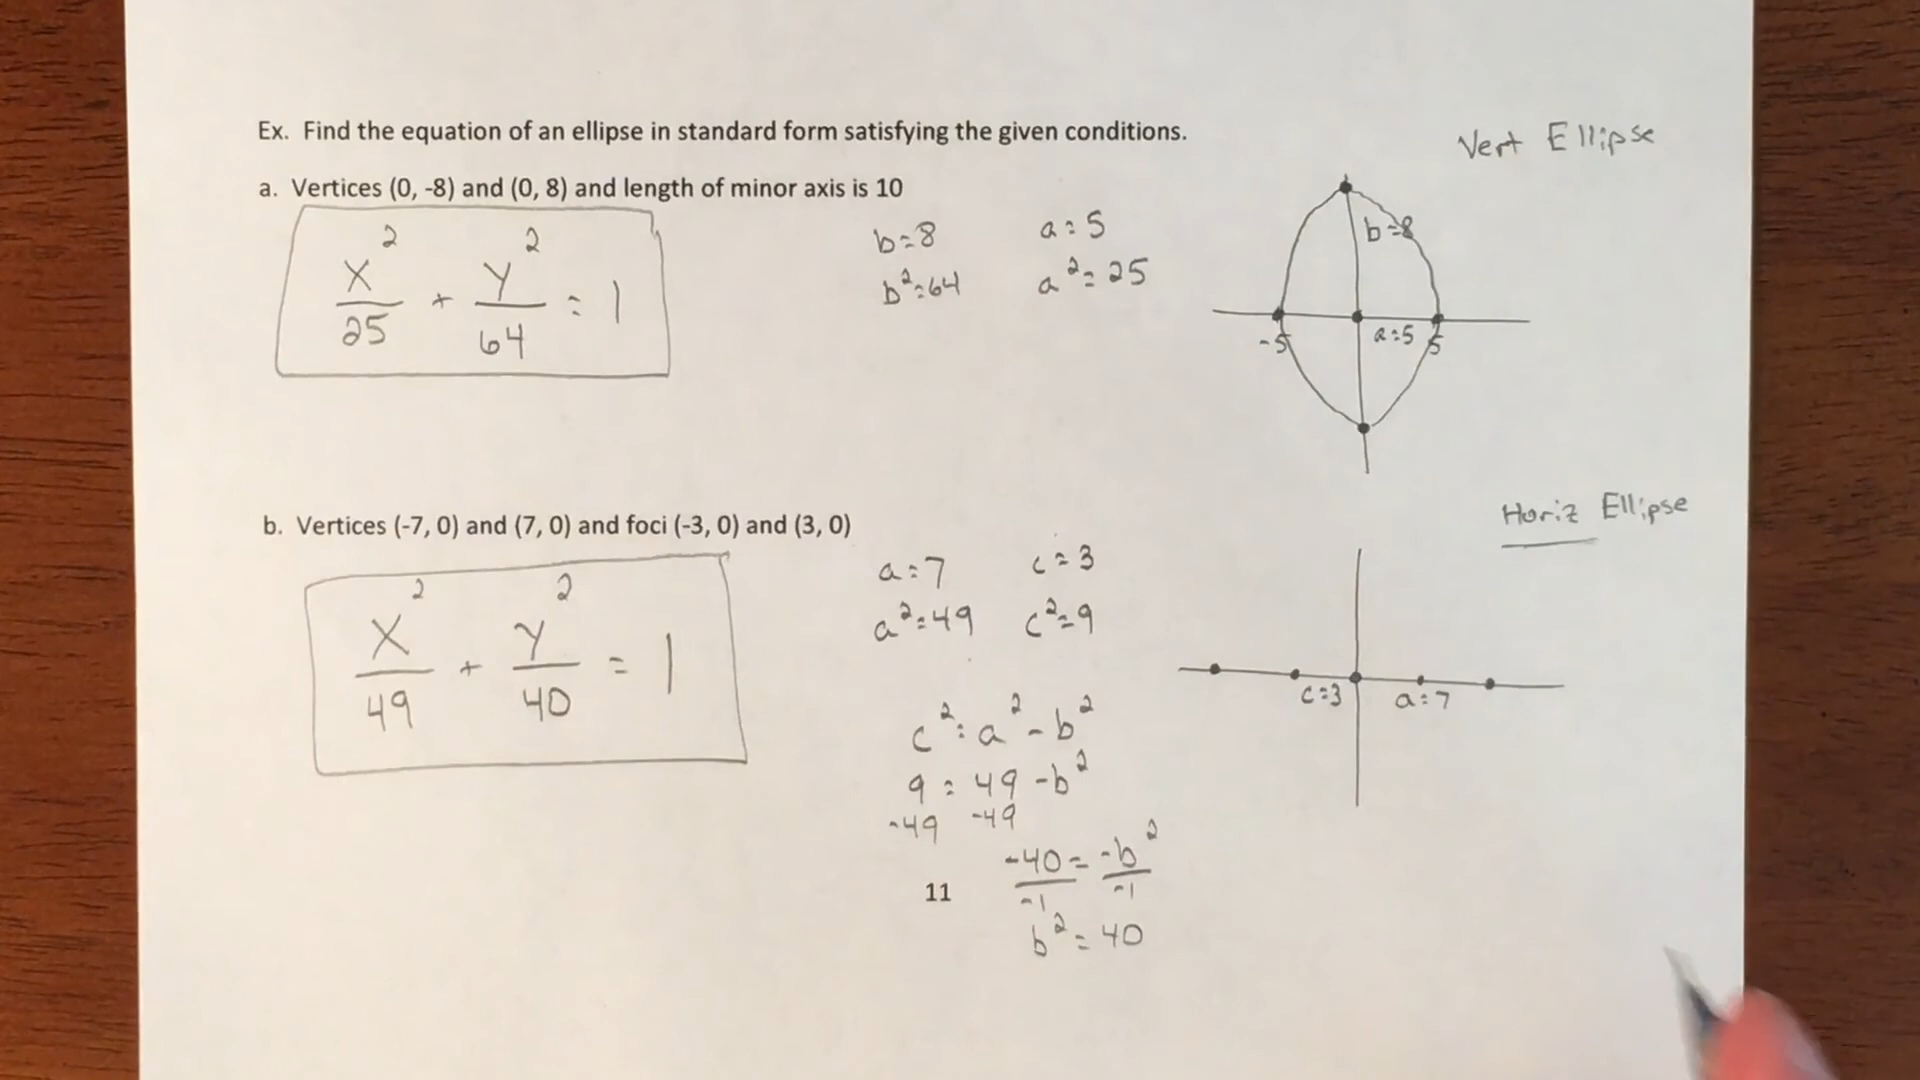 Ex. Find the equation of an ellipse in standard form satisfying the given conditions.
Vert Ellipse
a. Vertices (0, -8) and (0, 8) and length of minor axis is 10
x² / 25 + y² / 64 = 1
b = 8 a = 5
b² = 64 a² = 25
b = 8
-5 a = 5 5
Horiz Ellipse
b. Vertices (-7, 0) and (7, 0) and foci (-3, 0) and (3, 0)
x² / 49 + y² / 40 = 1
a = 7 c = 3
a² = 49 c² = 9
c² = a² - b²
9 = 49 - b²
-49 -49
-40 / -1 = -b² / -1
b² = 40
c = 3 a = 7
11